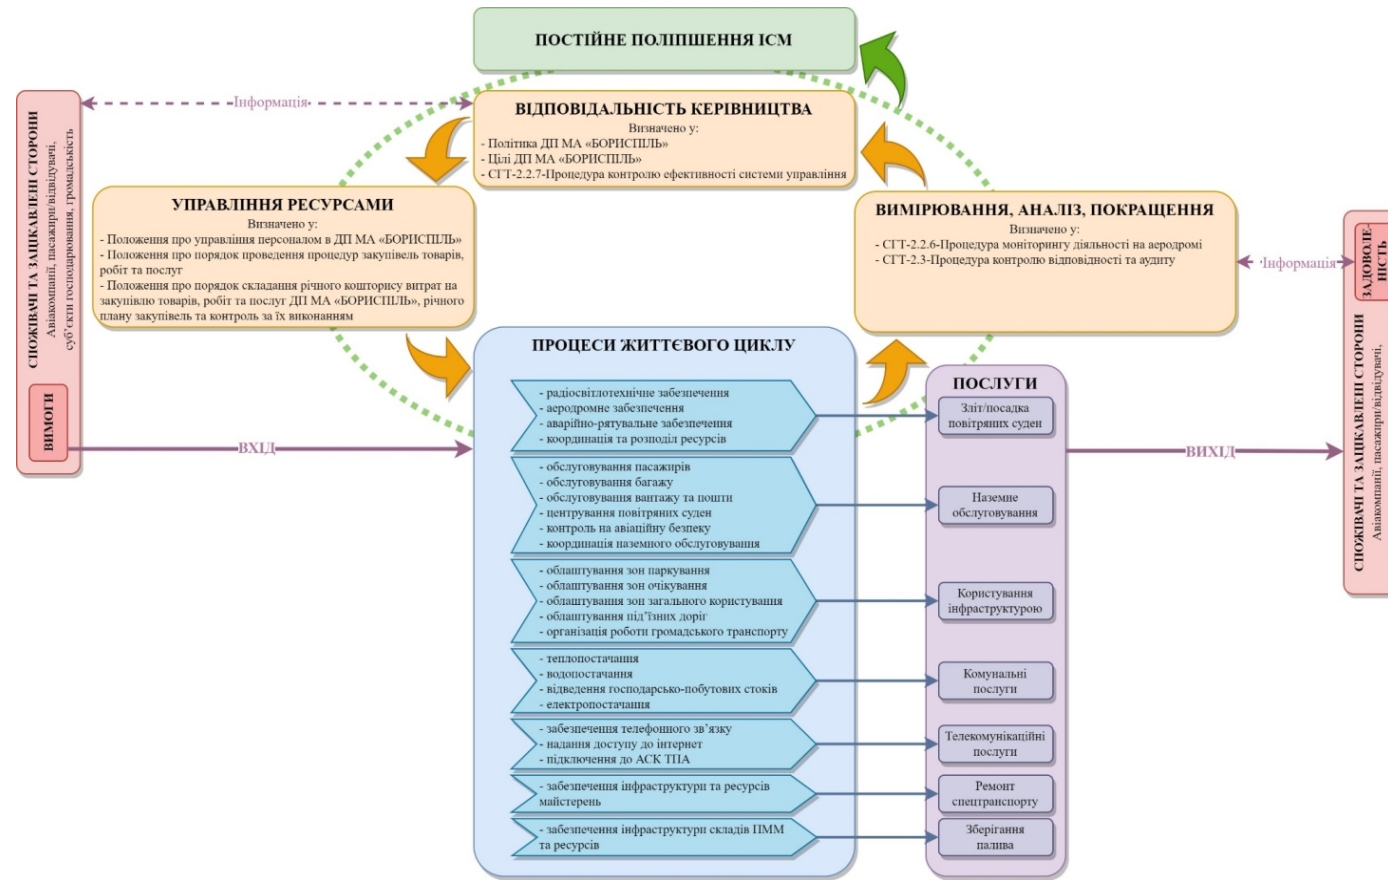 ПОСТІЙНЕ ПОЛІПШЕННЯ ІСМ
Інформація
ВІДПОВІДАЛЬНІСТЬ КЕРІВНИЦТВА
Визначено у:
- Політика ДП МА «БОРИСПІЛЬ»
- Цілі ДП МА «БОРИСПІЛЬ»
- СГТ-2.2.7-Процедура контролю ефективності системи управління
СПОЖИВАЧІ ТА ЗАЦІКАВЛЕНІ СТОРОНИ
Авіакомпанії, пасажири/відвідувачі,
суб’єкти господарювання, громадськість
ВИМОГИ
УПРАВЛІННЯ РЕСУРСАМИ
Визначено у:
- Положення про управління персоналом в ДП МА «БОРИСПІЛЬ»
- Положення про порядок проведення процедур закупівель товарів,
робіт та послуг
- Положення про порядок складання річного кошторису витрат на
закупівлю товарів, робіт та послуг ДП МА «БОРИСПІЛЬ», річного
плану закупівель та контроль за їх виконанням
ВИМІРЮВАННЯ, АНАЛІЗ, ПОКРАЩЕННЯ
Визначено у:
- СГТ-2.2.6-Процедура моніторингу діяльності на аеродромі
- СГТ-2.3-Процедура контролю відповідності та аудиту
Інформація
ЗАДОВОЛЕ-
НІСТЬ
СПОЖИВАЧІ ТА ЗАЦІКАВЛЕНІ СТОРОНИ
Авіакомпанії, пасажири/відвідувачі,
ВХІД
ПРОЦЕСИ ЖИТТЄВОГО ЦИКЛУ
- радіосвітлотехнічне забезпечення
- аеродромне забезпечення
- аварійно-рятувальне забезпечення
- координація та розподіл ресурсів
- обслуговування пасажирів
- обслуговування багажу
- обслуговування вантажу та пошти
- центрування повітряних суден
- контроль на авіаційну безпеку
- координація наземного обслуговування
- облаштування зон паркування
- облаштування зон очікування
- облаштування зон загального користування
- облаштування під’їзних доріг
- організація роботи громадського транспорту
- теплопостачання
- водопостачання
- відведення господарсько-побутових стоків
- електропостачання
- забезпечення телефонного зв’язку
- надання доступу до інтернет
- підключення до АСК ТПА
- забезпечення інфраструктури та ресурсів
майстерень
- забезпечення інфраструктури складів ПММ
та ресурсів
ПОСЛУГИ
Зліт/посадка
повітряних суден
Наземне
обслуговування
Користування
інфраструктурою
Комунальні
послуги
Телекомунікаційні
послуги
Ремонт
спецтранспорту
Зберігання
палива
ВИХІД